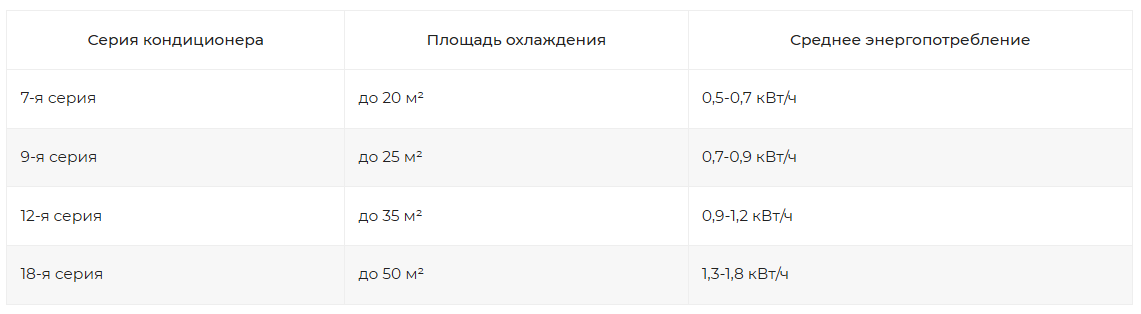 Серия кондиционера Площадь охлаждения Среднее энергопотребление
7-я серия до 20 м² 0,5-0,7 кВт/ч
9-я серия до 25 м² 0,7-0,9 кВт/ч
12-я серия до 35 м² 0,9-1,2 кВт/ч
18-я серия до 50 м² 1,3-1,8 кВт/ч